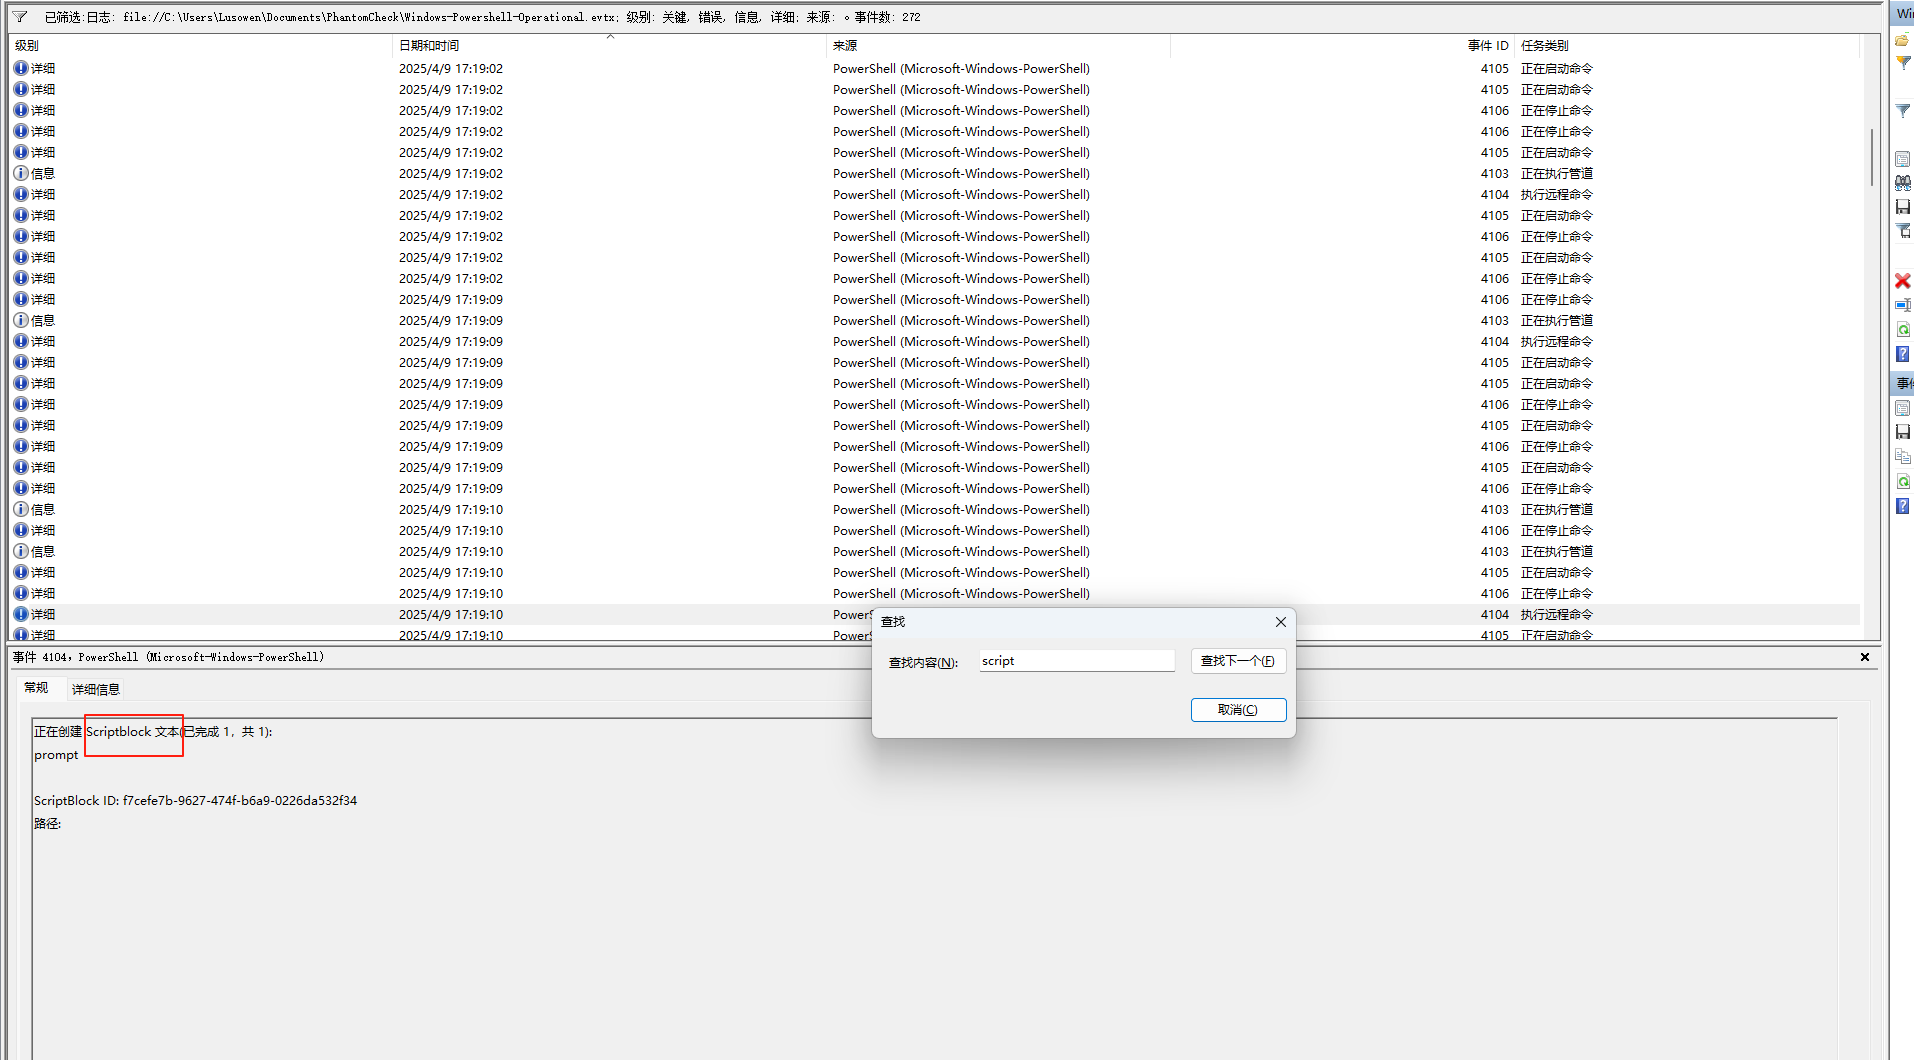 已筛选:日志: file://C:\Users\Lusowen\Documents\PhantomCheck\Windows-Powershell-Operational.evtx; 级别: 关键, 错误, 信息, 详细; 来源: 。事件数: 272
级别 日期和时间 来源 事件 ID 任务类别
详细 2025/4/9 17:19:02 PowerShell (Microsoft-Windows-PowerShell) 4105 正在启动命令
详细 2025/4/9 17:19:02 PowerShell (Microsoft-Windows-PowerShell) 4105 正在启动命令
详细 2025/4/9 17:19:02 PowerShell (Microsoft-Windows-PowerShell) 4106 正在停止命令
详细 2025/4/9 17:19:02 PowerShell (Microsoft-Windows-PowerShell) 4106 正在停止命令
详细 2025/4/9 17:19:02 PowerShell (Microsoft-Windows-PowerShell) 4105 正在启动命令
信息 2025/4/9 17:19:02 PowerShell (Microsoft-Windows-PowerShell) 4103 正在执行管道
详细 2025/4/9 17:19:02 PowerShell (Microsoft-Windows-PowerShell) 4104 执行远程命令
详细 2025/4/9 17:19:02 PowerShell (Microsoft-Windows-PowerShell) 4105 正在启动命令
详细 2025/4/9 17:19:02 PowerShell (Microsoft-Windows-PowerShell) 4106 正在停止命令
详细 2025/4/9 17:19:02 PowerShell (Microsoft-Windows-PowerShell) 4105 正在启动命令
详细 2025/4/9 17:19:02 PowerShell (Microsoft-Windows-PowerShell) 4106 正在停止命令
详细 2025/4/9 17:19:09 PowerShell (Microsoft-Windows-PowerShell) 4106 正在停止命令
信息 2025/4/9 17:19:09 PowerShell (Microsoft-Windows-PowerShell) 4103 正在执行管道
详细 2025/4/9 17:19:09 PowerShell (Microsoft-Windows-PowerShell) 4104 执行远程命令
详细 2025/4/9 17:19:09 PowerShell (Microsoft-Windows-PowerShell) 4105 正在启动命令
详细 2025/4/9 17:19:09 PowerShell (Microsoft-Windows-PowerShell) 4105 正在启动命令
详细 2025/4/9 17:19:09 PowerShell (Microsoft-Windows-PowerShell) 4106 正在停止命令
详细 2025/4/9 17:19:09 PowerShell (Microsoft-Windows-PowerShell) 4105 正在启动命令
详细 2025/4/9 17:19:09 PowerShell (Microsoft-Windows-PowerShell) 4106 正在停止命令
详细 2025/4/9 17:19:09 PowerShell (Microsoft-Windows-PowerShell) 4105 正在启动命令
详细 2025/4/9 17:19:09 PowerShell (Microsoft-Windows-PowerShell) 4106 正在停止命令
信息 2025/4/9 17:19:10 PowerShell (Microsoft-Windows-PowerShell) 4103 正在执行管道
详细 2025/4/9 17:19:10 PowerShell (Microsoft-Windows-PowerShell) 4106 正在停止命令
信息 2025/4/9 17:19:10 PowerShell (Microsoft-Windows-PowerShell) 4103 正在执行管道
详细 2025/4/9 17:19:10 PowerShell (Microsoft-Windows-PowerShell) 4105 正在启动命令
详细 2025/4/9 17:19:10 PowerShell (Microsoft-Windows-PowerShell) 4106 正在停止命令
详细 2025/4/9 17:19:10 PowerS 4104 执行远程命令
详细 2025/4/9 17:19:10 PowerS 4105 正在启动命令
查找
查找内容(N): script 查找下一个(F)
取消(C)
事件 4104，PowerShell (Microsoft-Windows-PowerShell)
常规 详细信息
正在创建 Scriptblock 文本(已完成 1，共 1):
prompt
ScriptBlock ID: f7cefe7b-9627-474f-b6a9-0226da532f34
路径:
Wi
事